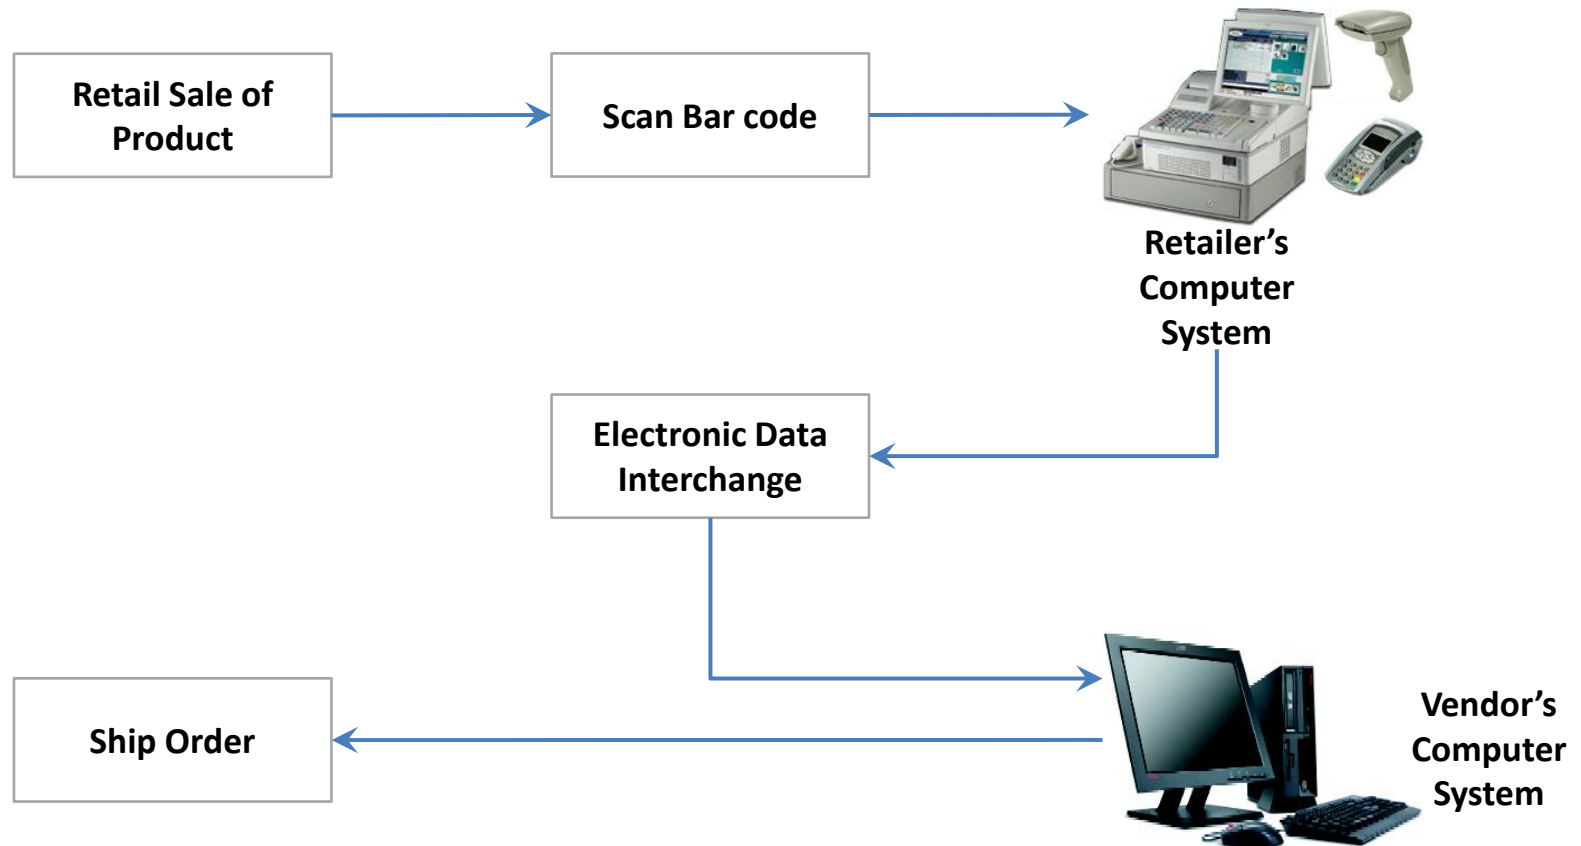 Retail Sale of
Product
Scan Bar code
Retailer’s
Computer
System
Electronic Data
Interchange
Ship Order
Vendor’s
Computer
System